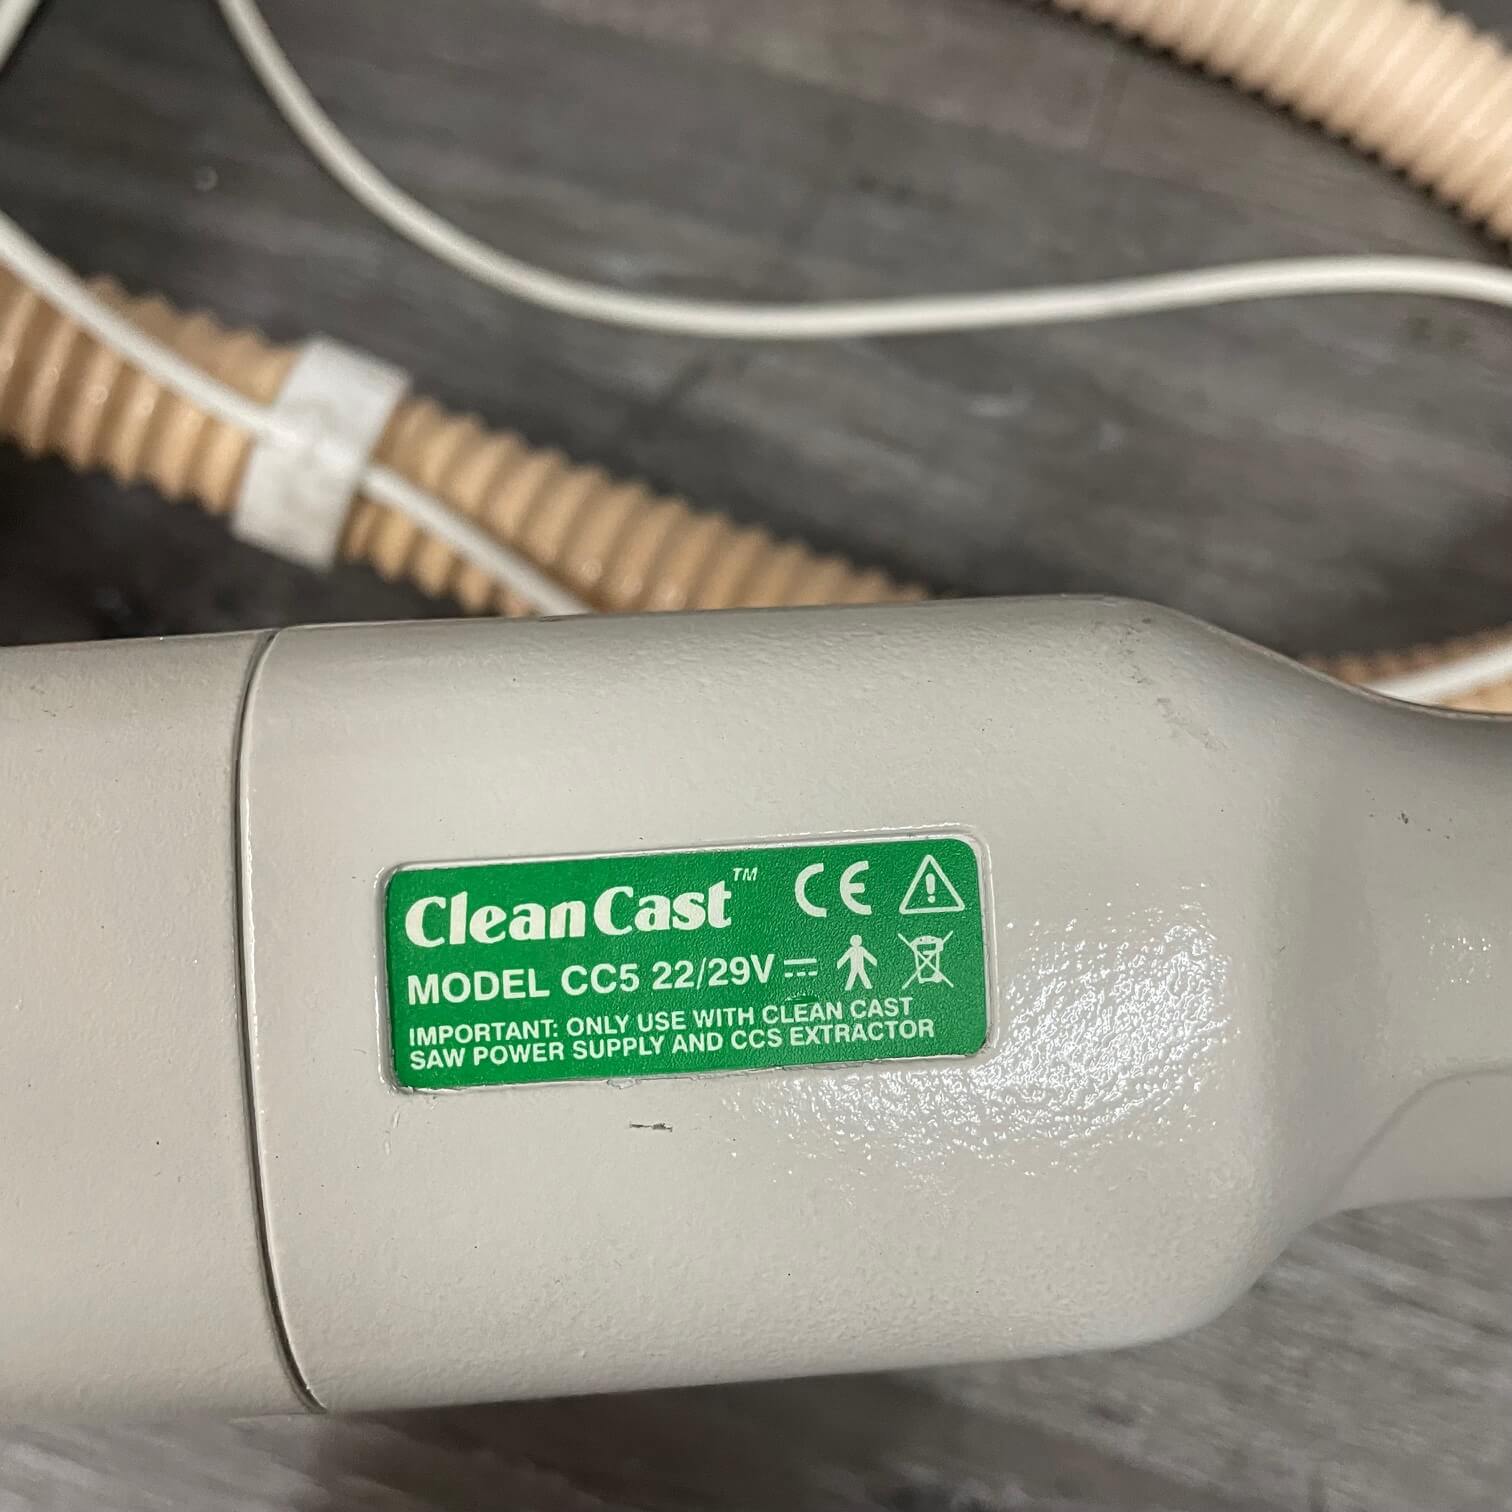 CleanCast™ CE
MODEL CC5 22/29V
IMPORTANT: ONLY USE WITH CLEAN CAST
SAW POWER SUPPLY AND CCS EXTRACTOR